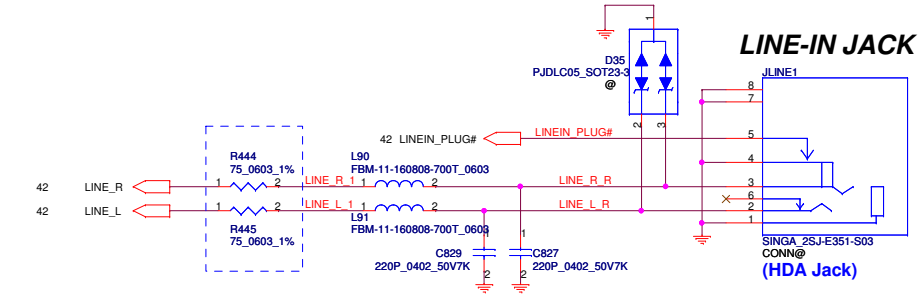 LINE-IN JACK
1
D35
PJDLC05_SOT23-3
@
2
3
JLINE1
8
7
42 LINEIN_PLUG#
LINEIN_PLUG#
5
4
R444
75_0603_1%
L90
FBM-11-160808-700T_0603
42 LINE_R
1 2
LINE_R_1
1 2
LINE_R_R
3
6
42 LINE_L
1 2
LINE_L_1
1 2
LINE_L_R
2
1
R445
75_0603_1%
L91
FBM-11-160808-700T_0603
1
1
C829
220P_0402_50V7K
2
C827
220P_0402_50V7K
2
SINGA_2SJ-E351-S03
CONN@
(HDA Jack)